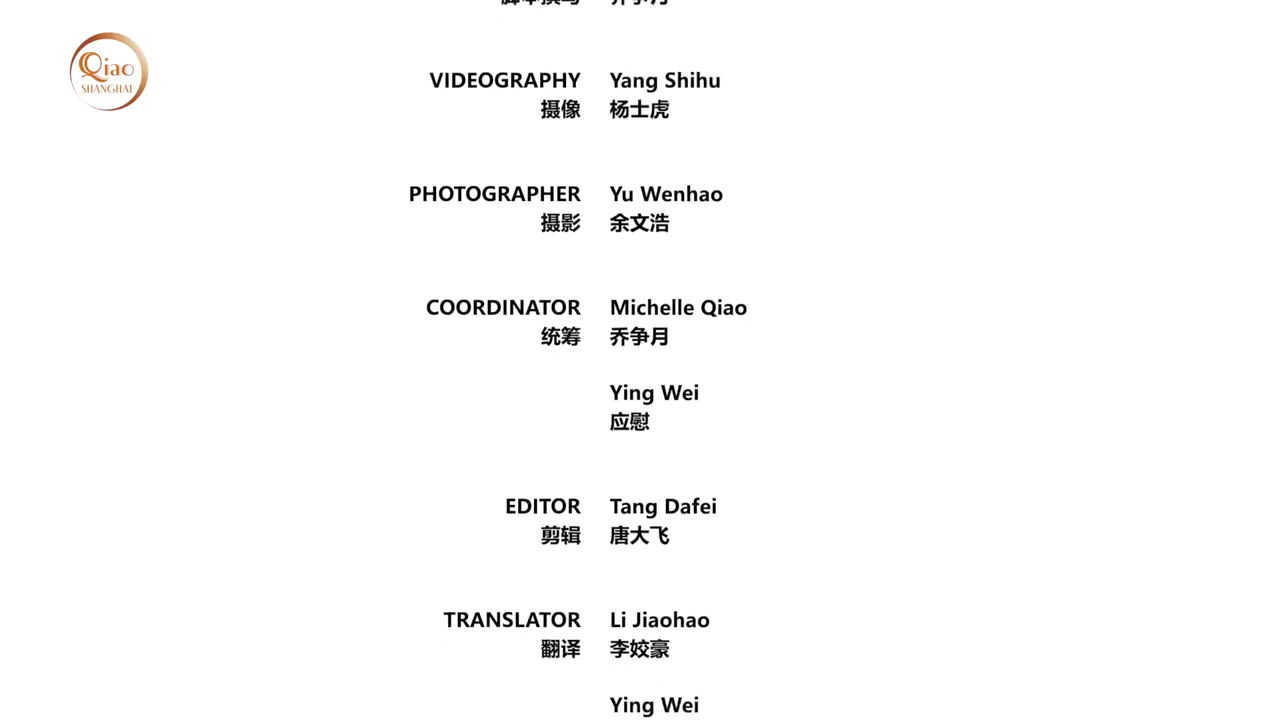 Qiao
SHANGHAI
VIDEOGRAPHY Yang Shihu
摄像 杨士虎
PHOTOGRAPHER Yu Wenhao
摄影 余文浩
COORDINATOR Michelle Qiao
统筹 乔争月
Ying Wei
应慰
EDITOR Tang Dafei
剪辑 唐大飞
TRANSLATOR Li Jiaohao
翻译 李姣豪
Ying Wei